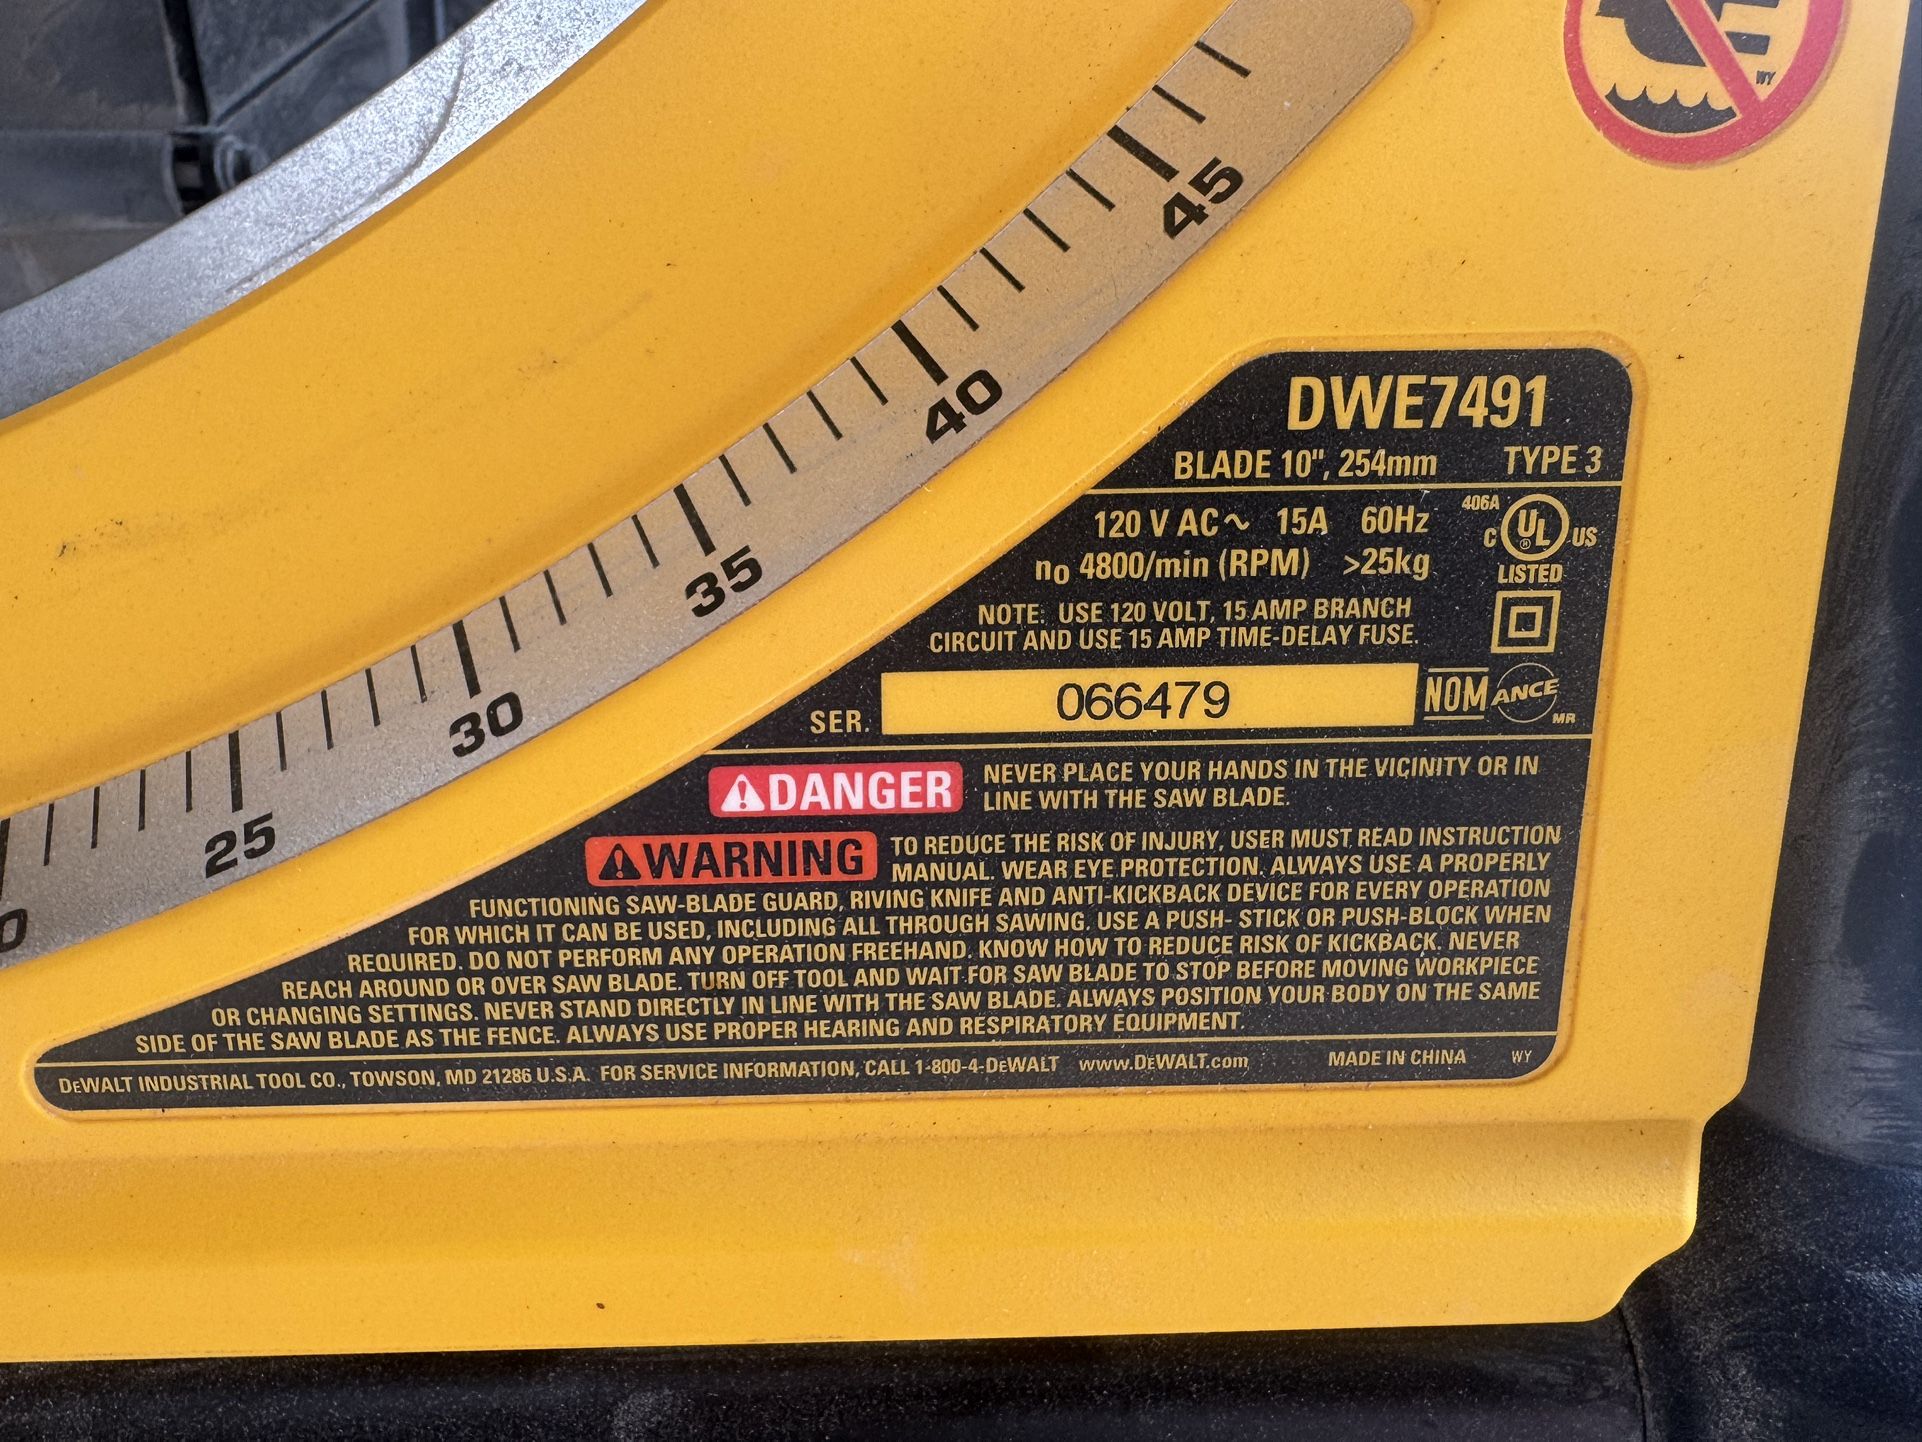 WY
45
40
35
30
25
0
DWE7491
BLADE 10", 254mm TYPE 3
120 V AC~ 15A 60Hz
n0 4800/min (RPM) >25kg
406A
C UL US
®
LISTED
NOTE: USE 120 VOLT, 15 AMP BRANCH
CIRCUIT AND USE 15 AMP TIME-DELAY FUSE.
SER. 066479
NOM ANCE
MR
DANGER NEVER PLACE YOUR HANDS IN THE VICINITY OR IN
LINE WITH THE SAW BLADE.
WARNING TO REDUCE THE RISK OF INJURY, USER MUST READ INSTRUCTION
MANUAL. WEAR EYE PROTECTION. ALWAYS USE A PROPERLY
FUNCTIONING SAW-BLADE GUARD, RIVING KNIFE AND ANTI-KICKBACK DEVICE FOR EVERY OPERATION
FOR WHICH IT CAN BE USED, INCLUDING ALL THROUGH SAWING. USE A PUSH- STICK OR PUSH-BLOCK WHEN
REQUIRED. DO NOT PERFORM ANY OPERATION FREEHAND. KNOW HOW TO REDUCE RISK OF KICKBACK. NEVER
REACH AROUND OR OVER SAW BLADE. TURN OFF TOOL AND WAIT FOR SAW BLADE TO STOP BEFORE MOVING WORKPIECE
OR CHANGING SETTINGS. NEVER STAND DIRECTLY IN LINE WITH THE SAW BLADE. ALWAYS POSITION YOUR BODY ON THE SAME
SIDE OF THE SAW BLADE AS THE FENCE. ALWAYS USE PROPER HEARING AND RESPIRATORY EQUIPMENT.
DEWALT INDUSTRIAL TOOL CO., TOWSON, MD 21286 U.S.A. FOR SERVICE INFORMATION, CALL 1-800-4-DEWALT www.DEWALT.com MADE IN CHINA WY